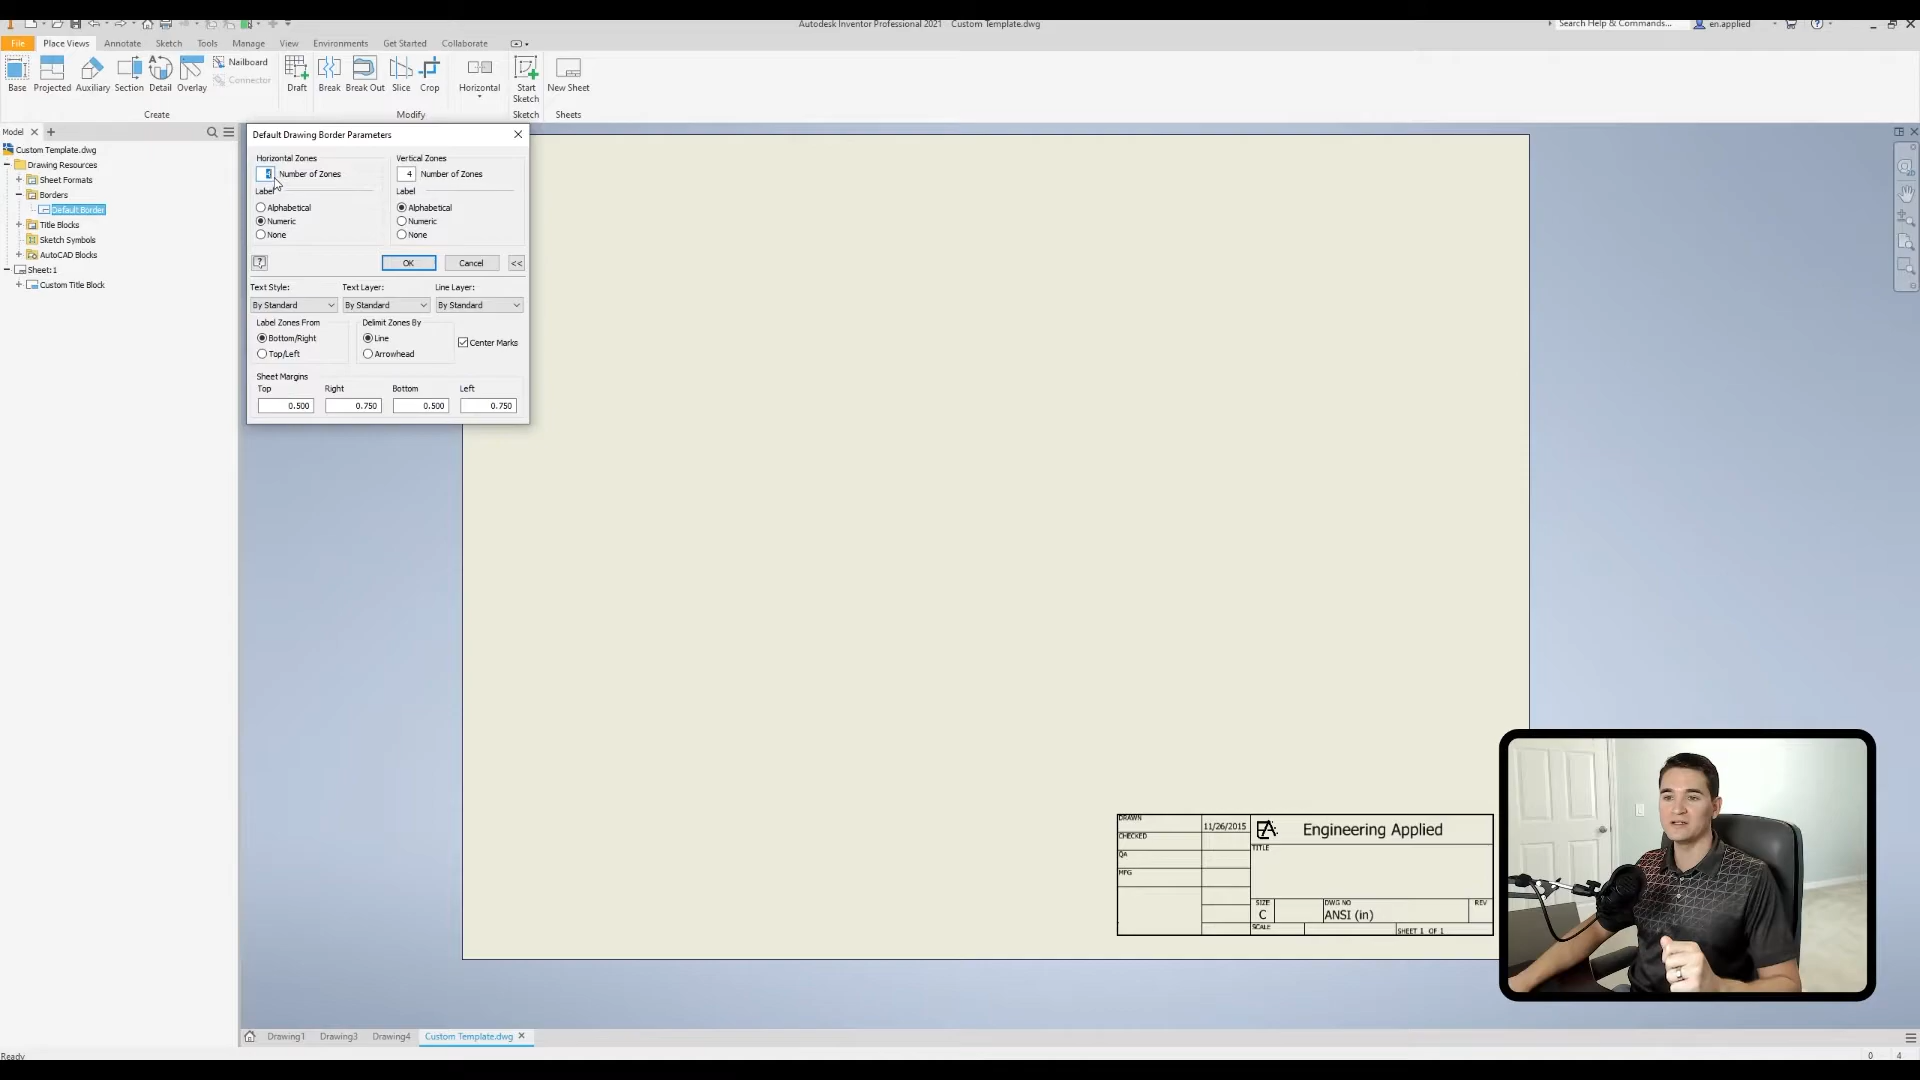 Autodesk Inventor Professional 2021 Custom Template.dwg
Search Help & Commands...
en.applied
File Place Views Annotate Sketch Tools Manage View Environments Get Started Collaborate
Base Projected Auxiliary Section Detail Overlay
Nailboard
Connector
Draft
Break Break Out Slice Crop
Horizontal
Start
Sketch
New Sheet
Create Modify Sketch Sheets
Model
Custom Template.dwg
Drawing Resources
Sheet Formats
Borders
Default Border
Title Blocks
Sketch Symbols
AutoCAD Blocks
Sheet:1
Custom Title Block
Default Drawing Border Parameters
Horizontal Zones Vertical Zones
4 Number of Zones 4 Number of Zones
Label Label
Alphabetical Alphabetical
Numeric Numeric
None None
OK Cancel <<
Text Style: Text Layer: Line Layer:
By Standard By Standard By Standard
Label Zones From Delimit Zones By
Bottom/Right Line Center Marks
Top/Left Arrowhead
Sheet Margins
Top Right Bottom Left
0.500 0.750 0.500 0.750
DRAWN
11/26/2015
CHECKED
QA
MFG
EA Engineering Applied
TITLE
SIZE DWG NO REV
C ANSI (in)
SCALE SHEET 1 OF 1
Drawing1 Drawing3 Drawing4 Custom Template.dwg
Ready 0 4